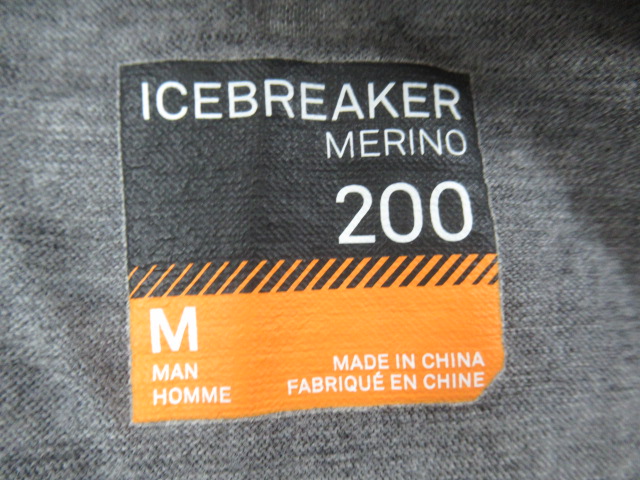 ICEBREAKER
MERINO
200
M
MAN
HOMME
MADE IN CHINA
FABRIQUÉ EN CHINE